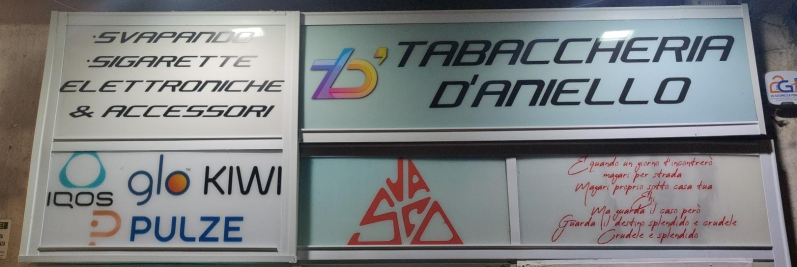 ·SVAPANDO
·SIGARETTE
ELETTRONICHE
& ACCESSORI
TABACCHERIA
D'ANIELLO
IQOS
glo KIWI
PULZE
VASCO
E quando un giorno t'incontrerò
magari per strada
Magari proprio sotto casa tua
Eh,
Ma guarda il caso però
Guarda il destino splendido e crudele
Crudele e splendido